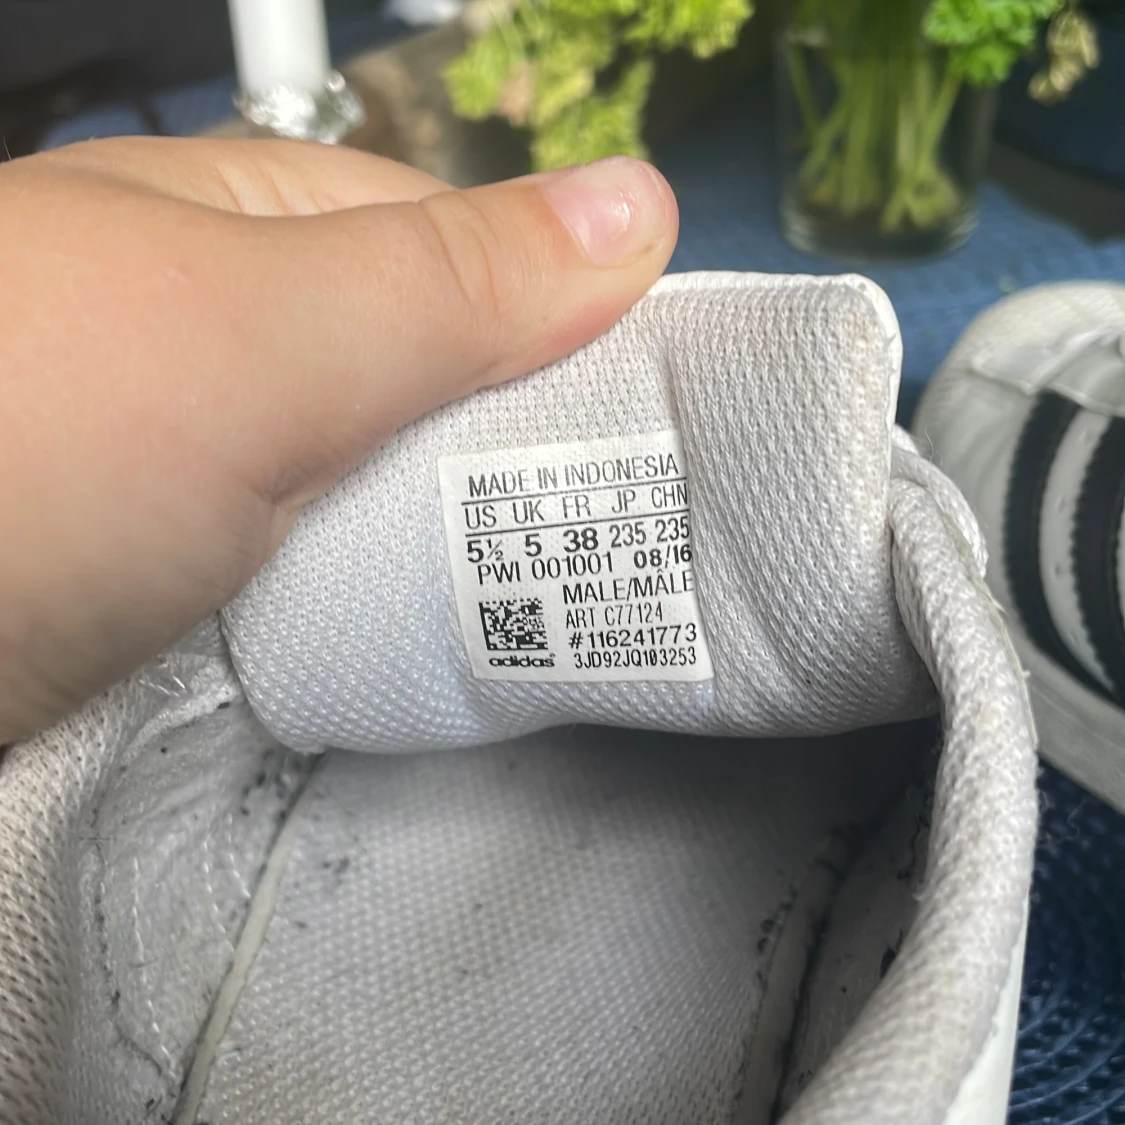 MADE IN INDONESIA
US UK FR JP CHN
5½ 5 38 235 235
PWI 001001 08/16
MALE/MÂLE
ART C77124
#116241773
adidas 3JD92JQ103253